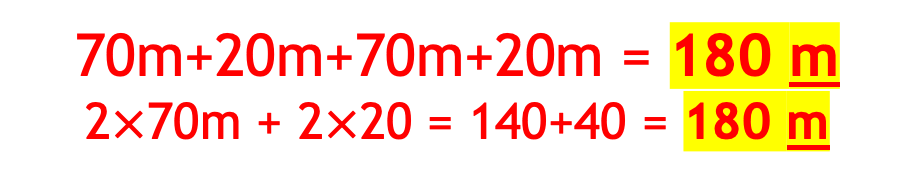 70m+20m+70m+20m = 180 m
2×70m + 2×20 = 140+40 = 180 m